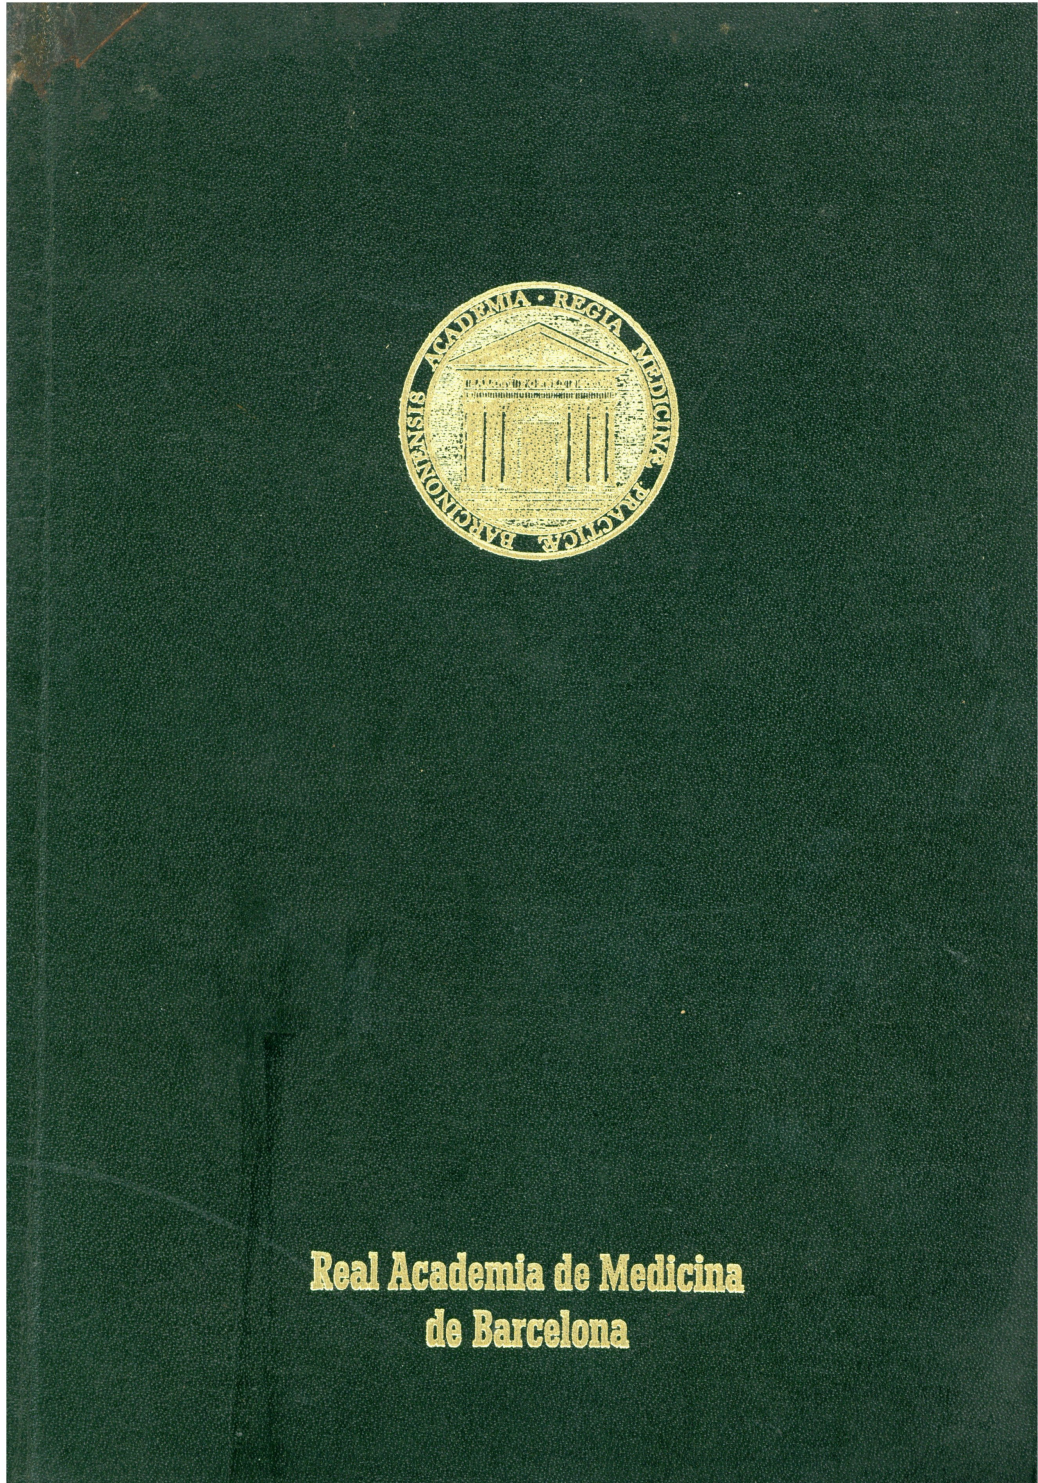 ACADEMIA · REGIA MEDICINÆ PRACTICÆ BARCINONENSIS
Real Academia de Medicina
de Barcelona